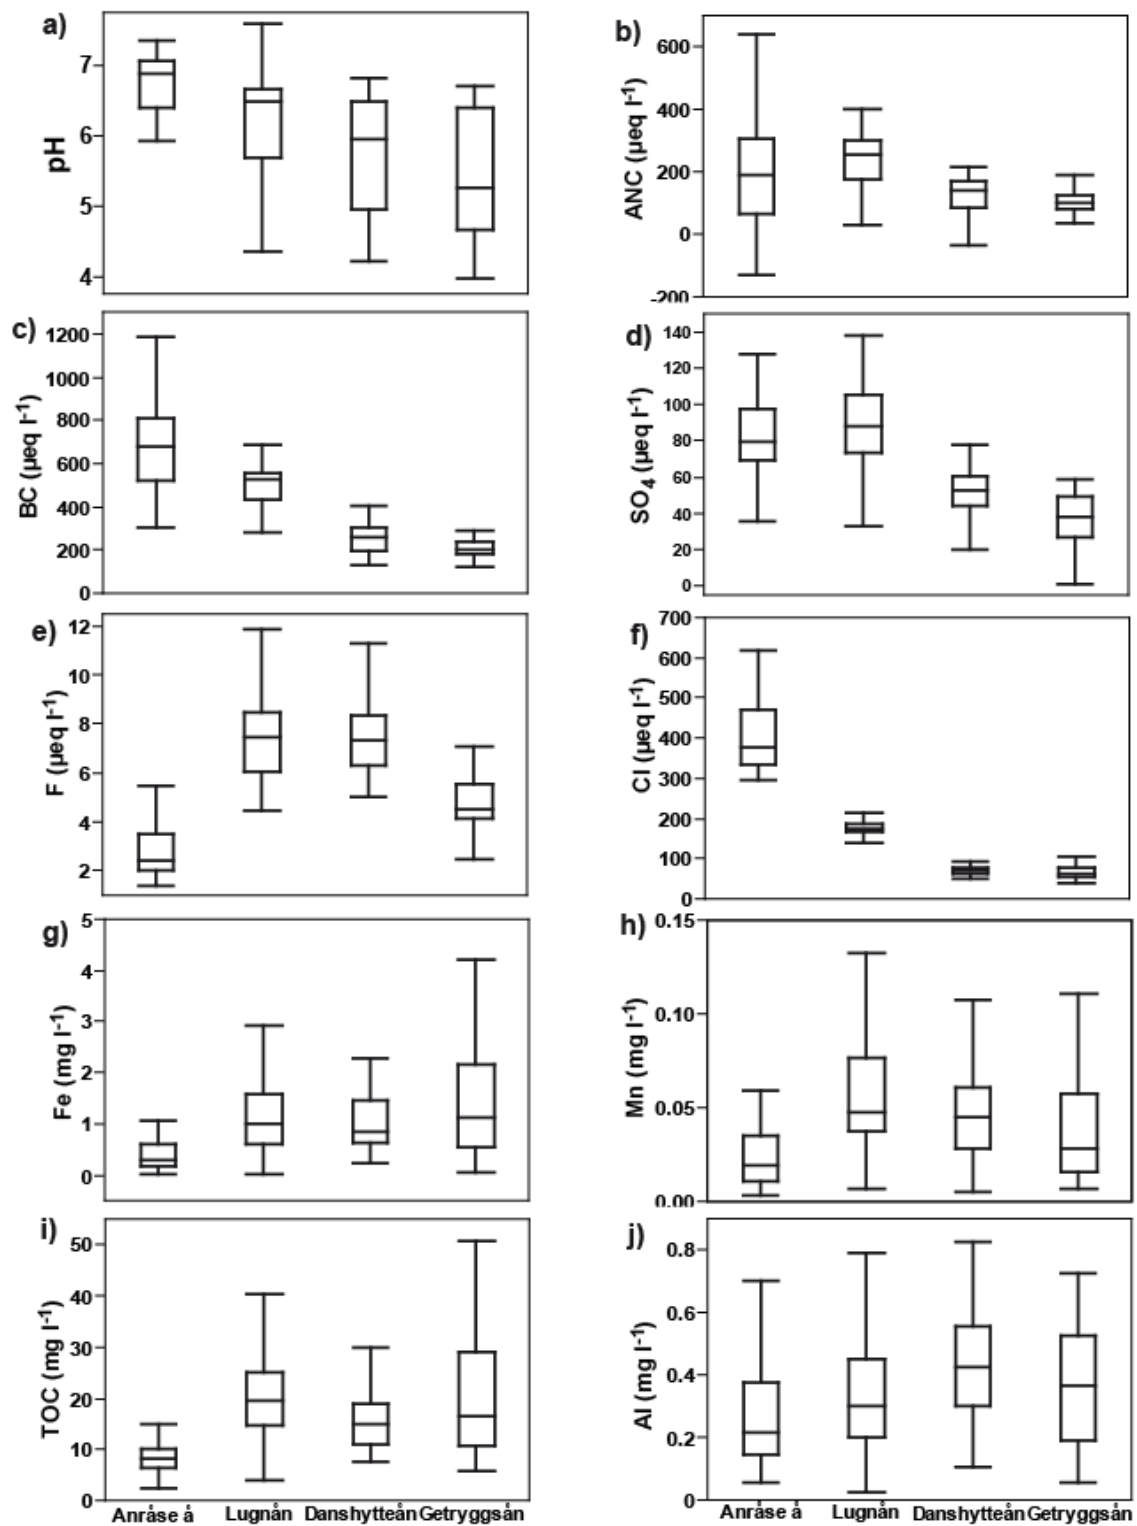 a)
pH
7
6
5
4
b)
ANC (µeq l-1)
600
400
200
0
-200
c)
BC (µeq l-1)
1200
1000
800
600
400
200
0
d)
SO4 (µeq l-1)
140
120
100
80
60
40
20
0
e)
F (µeq l-1)
12
10
8
6
4
2
f)
Cl (µeq l-1)
700
600
500
400
300
200
100
0
g)
Fe (mg l-1)
5
4
3
2
1
0
h)
Mn (mg l-1)
0.15
0.10
0.05
0.00
i)
TOC (mg l-1)
50
40
30
20
10
0
Anråse å Lugnån Danshytteån Getryggsån
j)
Al (mg l-1)
0.8
0.6
0.4
0.2
0
Anråse å Lugnån Danshytteån Getryggsån